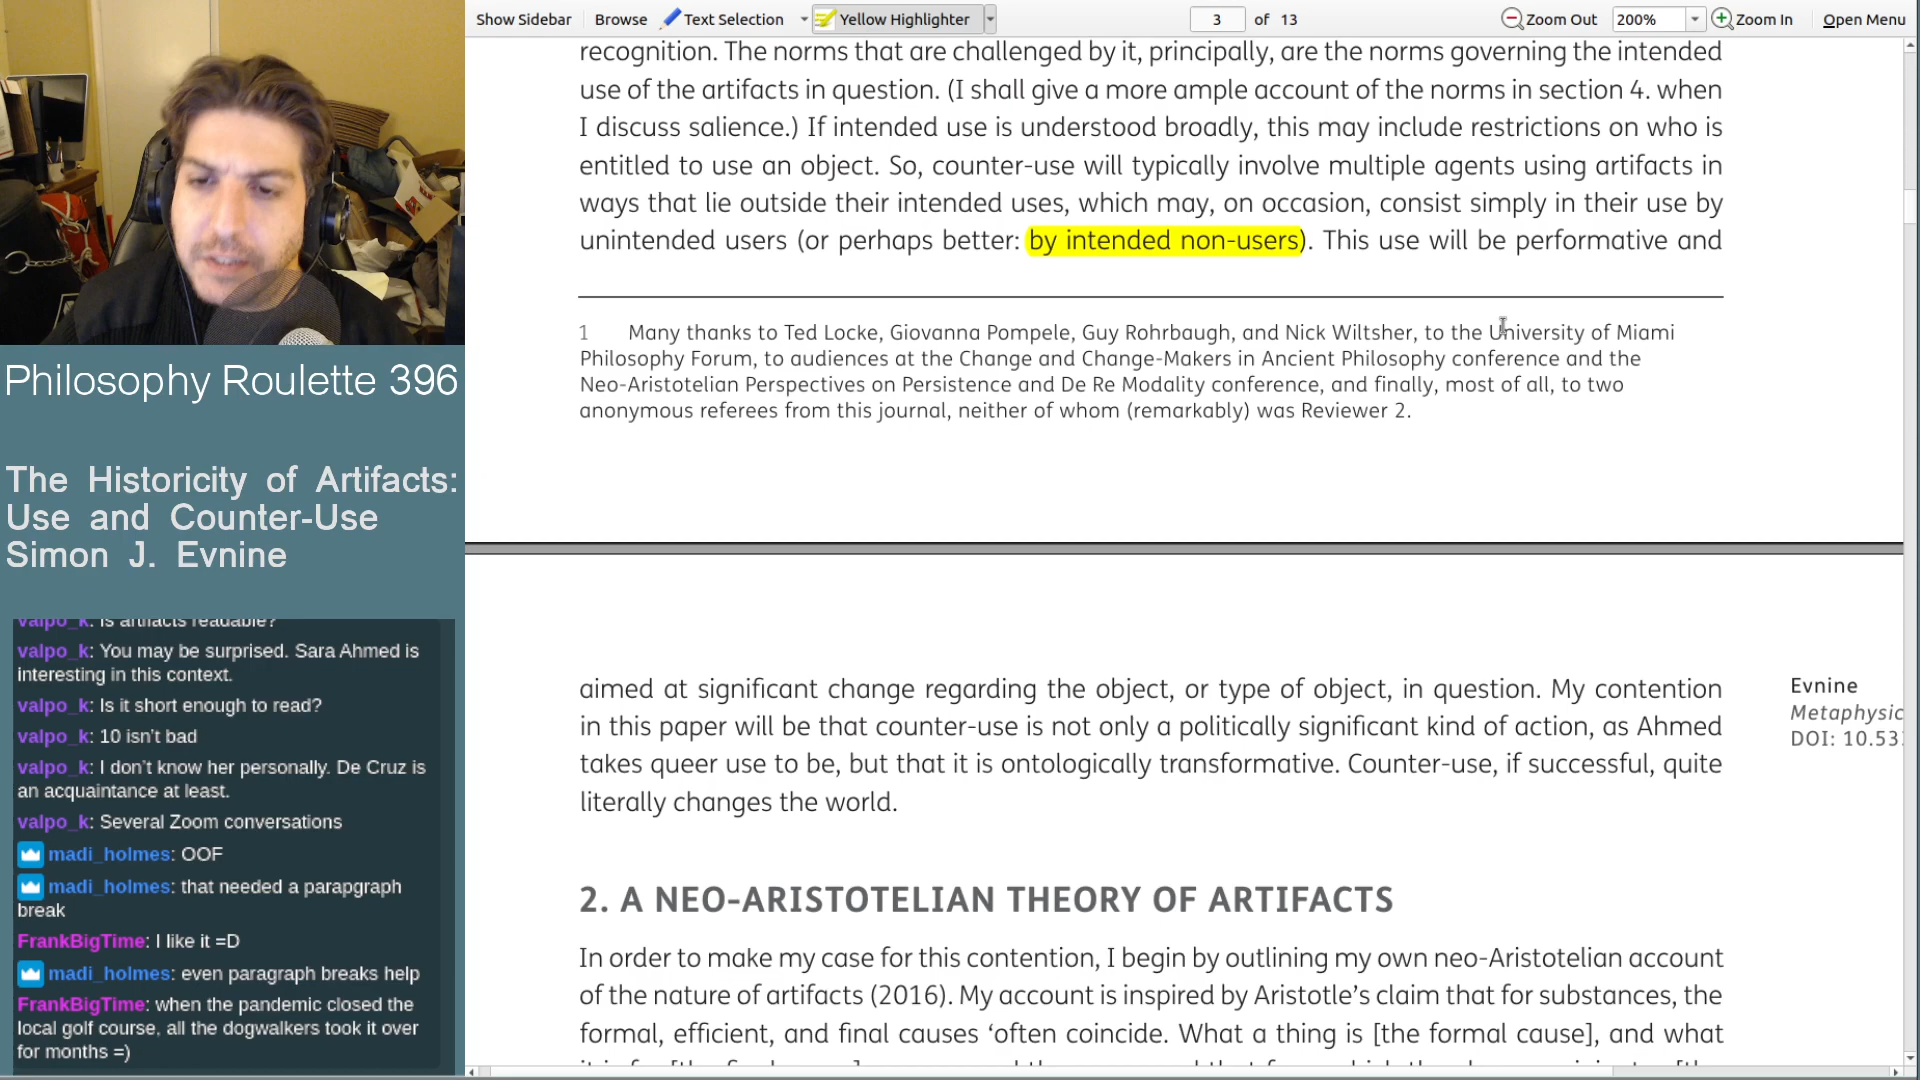 Show Sidebar Browse Text Selection Yellow Highlighter 3 of 13 Zoom Out 200% Zoom In Open Menu
recognition. The norms that are challenged by it, principally, are the norms governing the intended
use of the artifacts in question. (I shall give a more ample account of the norms in section 4. when
I discuss salience.) If intended use is understood broadly, this may include restrictions on who is
entitled to use an object. So, counter-use will typically involve multiple agents using artifacts in
ways that lie outside their intended uses, which may, on occasion, consist simply in their use by
unintended users (or perhaps better: by intended non-users). This use will be performative and
1 Many thanks to Ted Locke, Giovanna Pompele, Guy Rohrbaugh, and Nick Wiltsher, to the University of Miami
Philosophy Forum, to audiences at the Change and Change-Makers in Ancient Philosophy conference and the
Neo-Aristotelian Perspectives on Persistence and De Re Modality conference, and finally, most of all, to two
anonymous referees from this journal, neither of whom (remarkably) was Reviewer 2.
aimed at significant change regarding the object, or type of object, in question. My contention
in this paper will be that counter-use is not only a politically significant kind of action, as Ahmed
takes queer use to be, but that it is ontologically transformative. Counter-use, if successful, quite
literally changes the world.
Evnine
Metaphysic
DOI: 10.53
2. A NEO-ARISTOTELIAN THEORY OF ARTIFACTS
In order to make my case for this contention, I begin by outlining my own neo-Aristotelian account
of the nature of artifacts (2016). My account is inspired by Aristotle's claim that for substances, the
formal, efficient, and final causes ‘often coincide. What a thing is [the formal cause], and what
Philosophy Roulette 396
The Historicity of Artifacts:
Use and Counter-Use
Simon J. Evnine
valpo_k: Is artifacts readable?
valpo_k: You may be surprised. Sara Ahmed is
interesting in this context.
valpo_k: Is it short enough to read?
valpo_k: 10 isn't bad
valpo_k: I don't know her personally. De Cruz is
an acquaintance at least.
valpo_k: Several Zoom conversations
madi_holmes: OOF
madi_holmes: that needed a parapgraph
break
FrankBigTime: I like it =D
madi_holmes: even paragraph breaks help
FrankBigTime: when the pandemic closed the
local golf course, all the dogwalkers took it over
for months =)